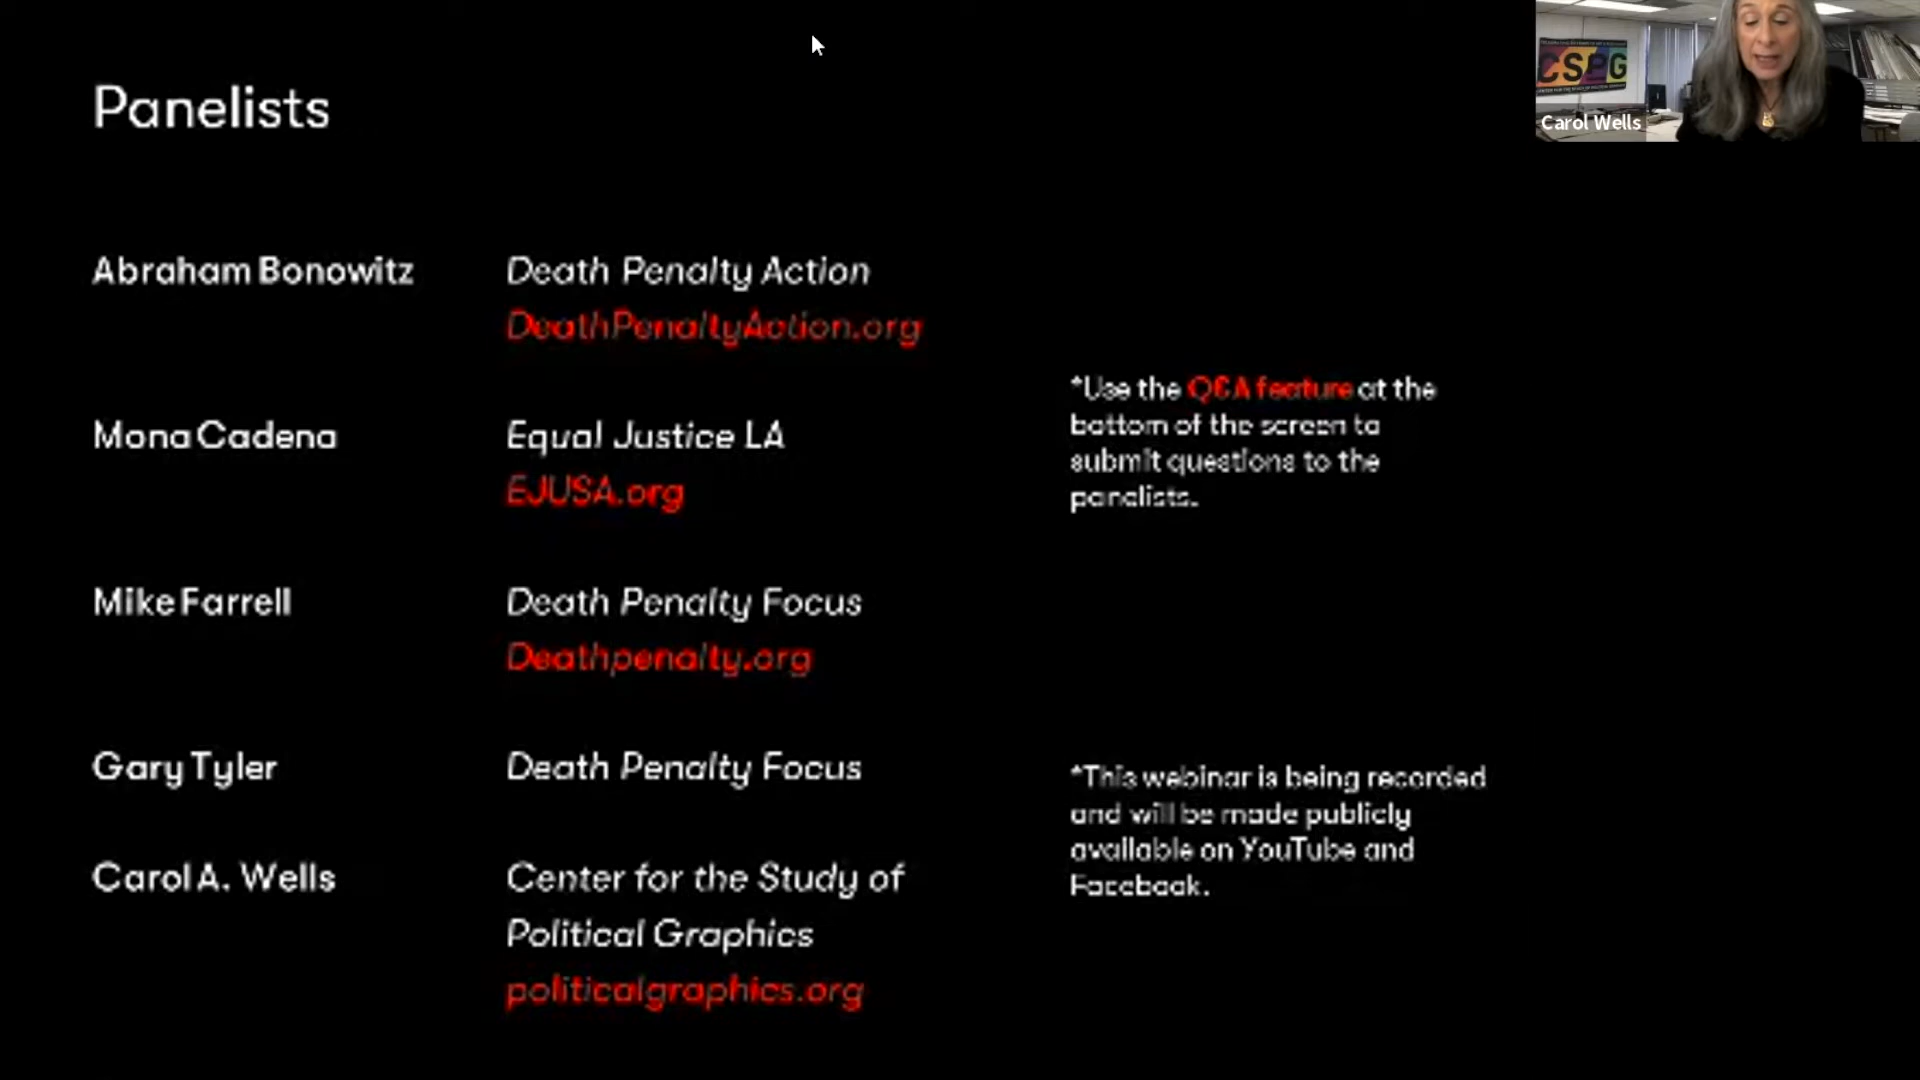 Panelists
Abraham Bonowitz
Death Penalty Action
DeathPenaltyAction.org
Mona Cadena
Equal Justice LA
EJUSA.org
Mike Farrell
Death Penalty Focus
Deathpenalty.org
Gary Tyler
Death Penalty Focus
Carol A. Wells
Center for the Study of
Political Graphics
politicalgraphics.org
*Use the Q&A feature at the
bottom of the screen to
submit questions to the
panelists.
*This webinar is being recorded
and will be made publicly
available on YouTube and
Facebook.
CSPG
Carol Wells